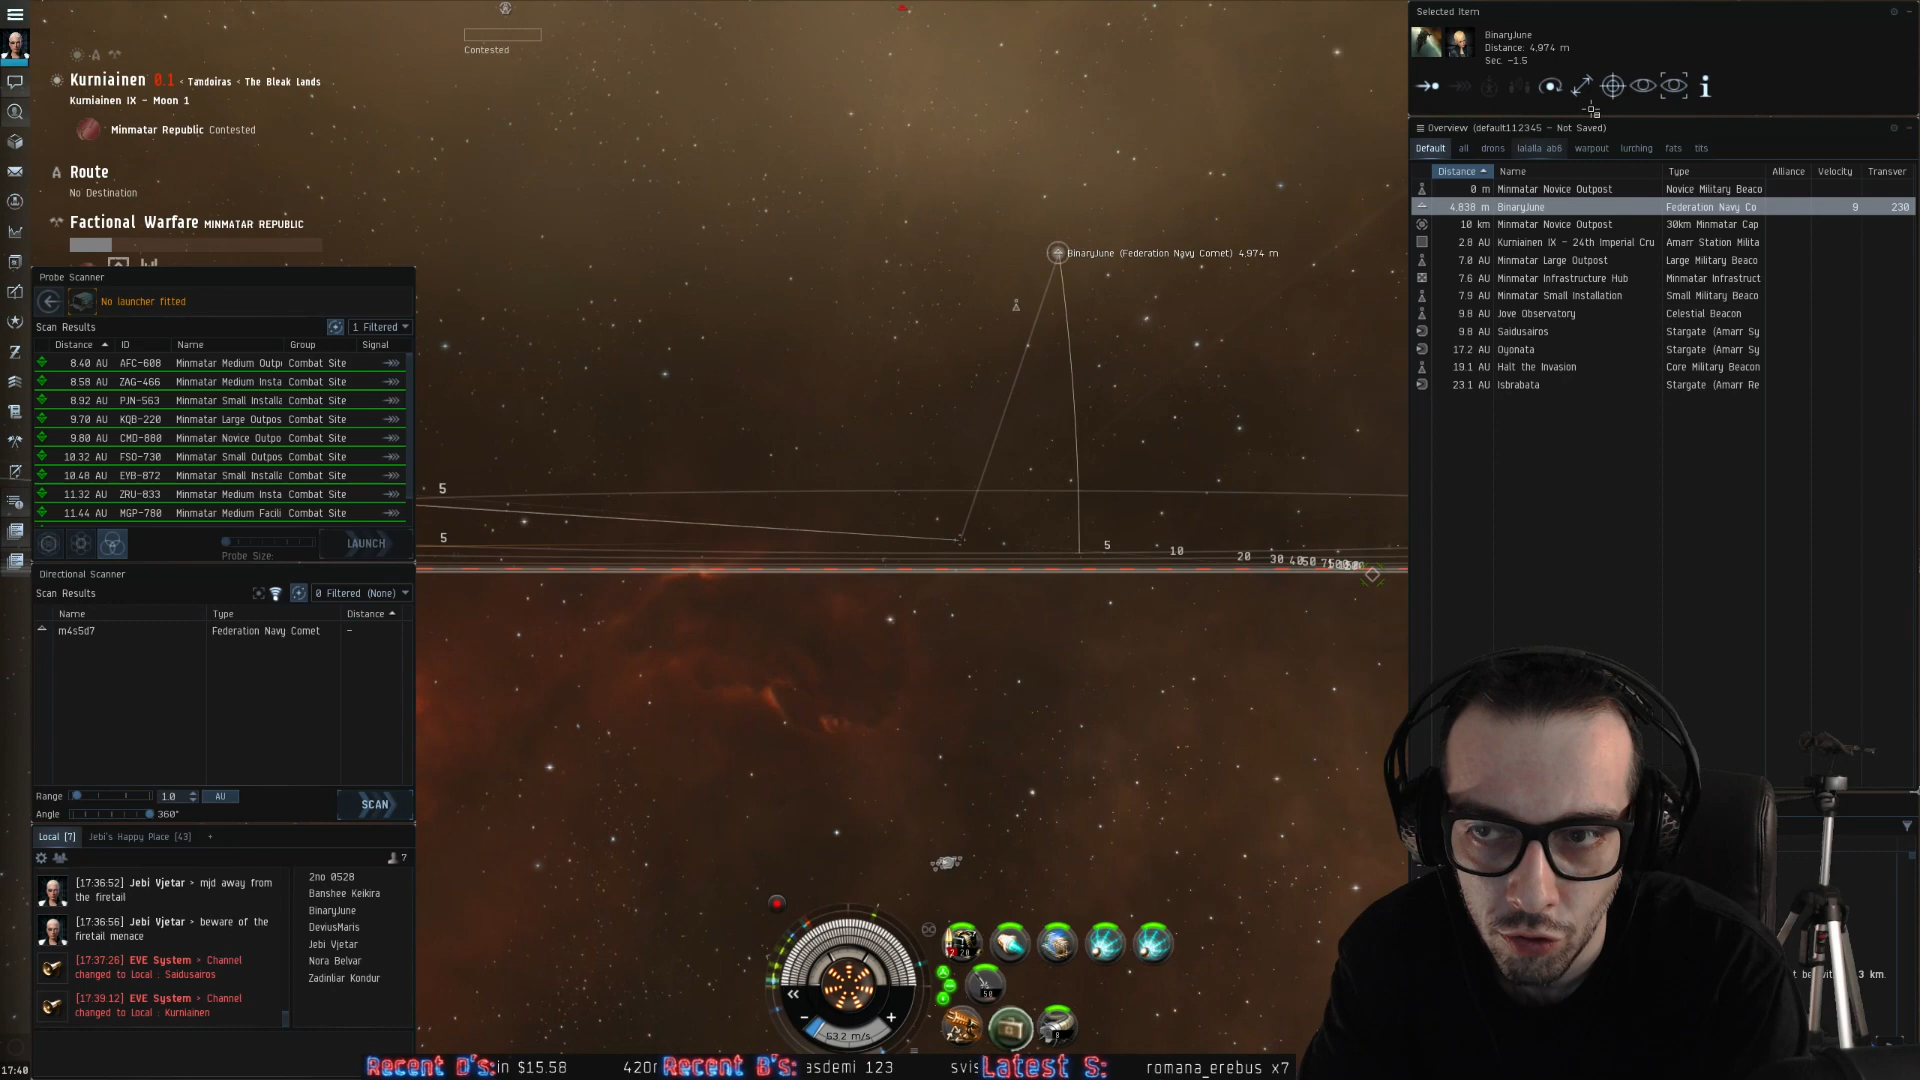 Contested
Kurniainen 0.1 < Tandoiras < The Bleak Lands
Kurniainen IX - Moon 1
Minmatar Republic Contested
Route
No Destination
Factional Warfare MINMATAR REPUBLIC
Probe Scanner
No launcher fitted
Scan Results
1 Filtered
Distance ID Name Group Signal
8.40 AU AFC-608 Minmatar Medium Outp Combat Site
8.58 AU ZAG-466 Minmatar Medium Insta Combat Site
8.92 AU PJN-563 Minmatar Small Installa Combat Site
9.70 AU KQB-220 Minmatar Large Outpos Combat Site
9.80 AU CMD-880 Minmatar Novice Outpo Combat Site
10.32 AU FSO-730 Minmatar Small Outpos Combat Site
10.48 AU EYB-872 Minmatar Small Installa Combat Site
11.32 AU ZRU-833 Minmatar Medium Insta Combat Site
11.44 AU MGP-780 Minmatar Medium Facili Combat Site
Probe Size:
LAUNCH
Directional Scanner
Scan Results
0 Filtered (None)
Name Type Distance
m4s5d7 Federation Navy Comet -
Range 1.0 AU
SCAN
Angle 360°
Local [7] Jebi's Happy Place [43] +
7
[17:36:52] Jebi Vjetar > mjd away from
the firetail
[17:36:56] Jebi Vjetar > beware of the
firetail menace
[17:37:26] EVE System > Channel
changed to Local : Saidusairos
[17:39:12] EVE System > Channel
changed to Local : Kurniainen
2no 0528
Banshee Keikira
BinaryJune
DeviusMaris
Jebi Vjetar
Nora Belvar
Zadinliar Kondur
17:40
BinaryJune (Federation Navy Comet) 4,974 m
5
5
5 10 20 30
53.2 m/s
Recent D's: in $15.58
Recent B's: asdemi 123
Latest S: romana_erebus x7
Selected Item
BinaryJune
Distance: 4,974 m
Sec. -1.5
Overview (default112345 - Not Saved)
Default all drons lalalla ab6 warpout lurching fats tits
Distance Name Type Alliance Velocity Transver
0 m Minmatar Novice Outpost Novice Military Beaco
4.838 m BinaryJune Federation Navy Co 9 230
10 km Minmatar Novice Outpost 30km Minmatar Cap
2.8 AU Kurniainen IX - 24th Imperial Cru Amarr Station Milita
7.0 AU Minmatar Large Outpost Large Military Beaco
7.6 AU Minmatar Infrastructure Hub Minmatar Infrastruct
7.9 AU Minmatar Small Installation Small Military Beaco
9.8 AU Jove Observatory Celestial Beacon
9.8 AU Saidusairos Stargate (Amarr Sy
17.2 AU Oyonata Stargate (Amarr Sy
19.1 AU Halt the Invasion Core Military Beacon
23.1 AU Isbrabata Stargate (Amarr Re
3 km.